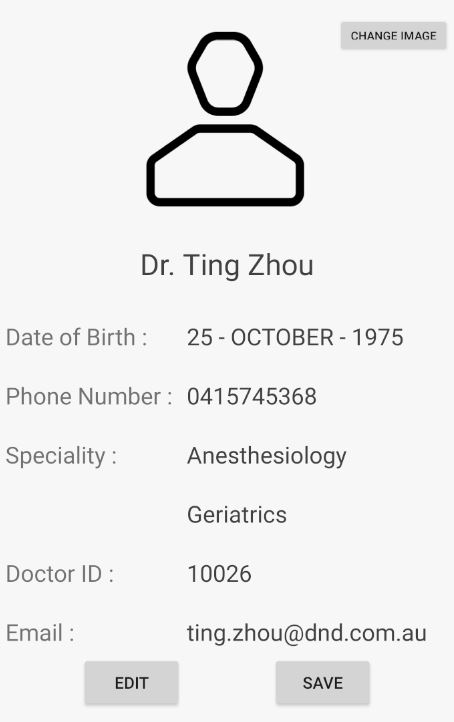 CHANGE IMAGE
Dr. Ting Zhou
Date of Birth : 25 - OCTOBER - 1975
Phone Number : 0415745368
Speciality : Anesthesiology
Geriatrics
Doctor ID : 10026
Email : ting.zhou@dnd.com.au
EDIT SAVE